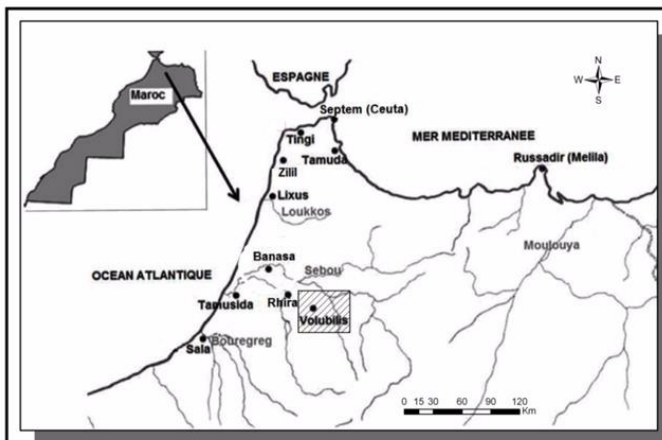 Maroc
ESPAGNE
N
W E
S
Septem (Ceuta)
MER MEDITERRANEE
Tingi
Tamuda
Russadir (Melila)
Zilil
Lixus
Loukkos
Moulouya
Banasa
Sebou
OCEAN ATLANTIQUE
Tamusida
Rhira
Volubilis
Sala
Bouregreg
0 15 30 60 90 120
Km